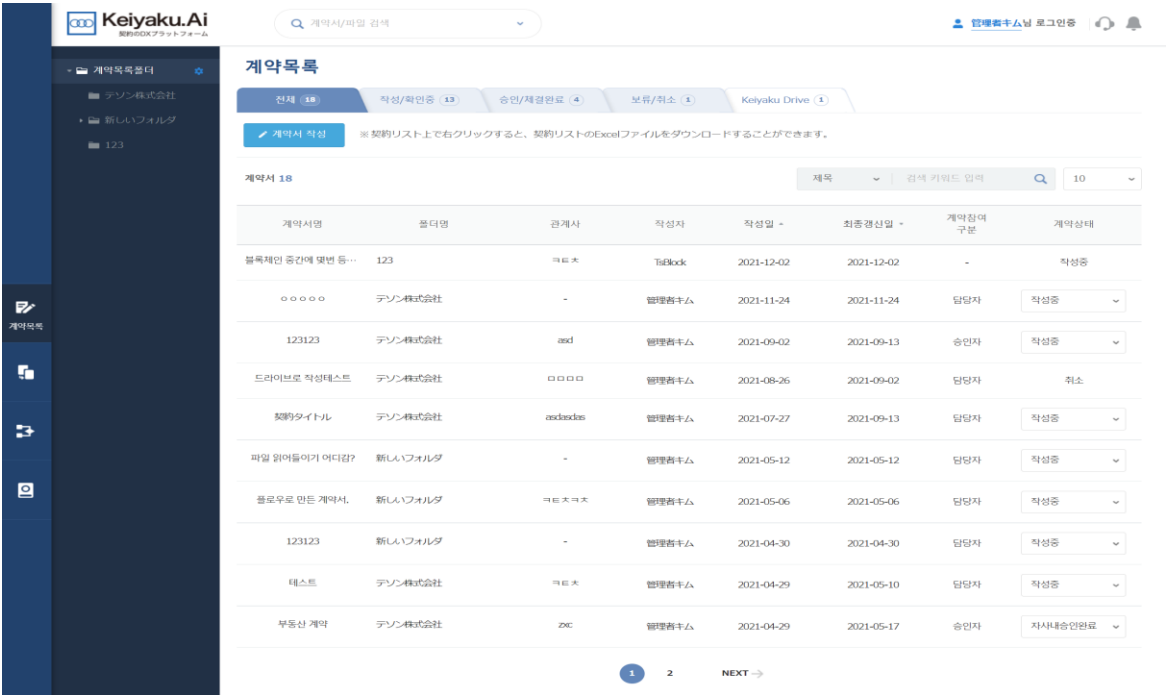 Keiyaku.Ai
契約のDXプラットフォーム
계약서/파일 검색
管理者キム님 로그인중
계약목록폴더
テソン株式会社
新しいフォルダ
123
계약목록
계약목록
전체 18
작성/확인중 13
승인/체결완료 4
보류/취소 1
Keiyaku Drive 1
계약서 작성
※契約リスト上で右クリックすると、契約リストのExcelファイルをダウンロードすることができます。
계약서 18
제목
검색 키워드 입력
10
계약서명 폴더명 관계사 작성자 작성일 최종갱신일 계약참여 구분 계약상태
블록체인 중간에 몇번 등… 123 ㅋㅌㅊ TsBlock 2021-12-02 2021-12-02 - 작성중
ㅇㅇㅇㅇㅇ テソン株式会社 - 管理者キム 2021-11-24 2021-11-24 담당자 작성중
123123 テソン株式会社 asd 管理者キム 2021-09-02 2021-09-13 승인자 작성중
드라이브로 작성테스트 テソン株式会社 ㅁㅁㅁㅁ 管理者キム 2021-08-26 2021-09-02 담당자 취소
契約タイトル テソン株式会社 asdasdas 管理者キム 2021-07-27 2021-09-13 담당자 작성중
파일 읽어들이기 어디감? 新しいフォルダ - 管理者キム 2021-05-12 2021-05-12 담당자 작성중
플로우로 만든 계약서. 新しいフォルダ ㅋㅌㅊㅋㅊ 管理者キム 2021-05-06 2021-05-06 담당자 작성중
123123 新しいフォルダ - 管理者キム 2021-04-30 2021-04-30 담당자 작성중
테스트 テソン株式会社 ㅋㅌㅊ 管理者キム 2021-04-29 2021-05-10 담당자 작성중
부동산 계약 テソン株式会社 zxc 管理者キム 2021-04-29 2021-05-17 승인자 자사내승인완료
1 2 NEXT